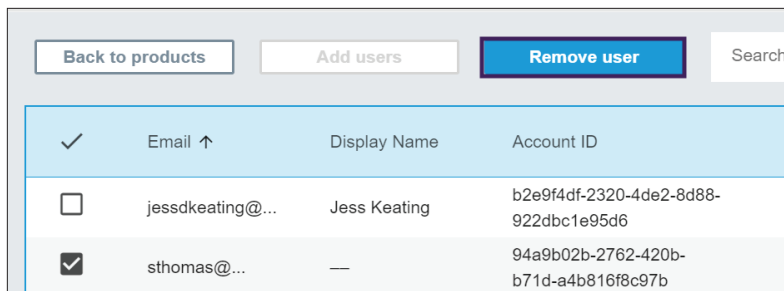 Back to products Add users Remove user Search
Email ↑ Display Name Account ID
jessdkeating@... Jess Keating b2e9f4df-2320-4de2-8d88-
922dbc1e95d6
sthomas@... — 94a9b02b-2762-420b-
b71d-a4b816f8c97b